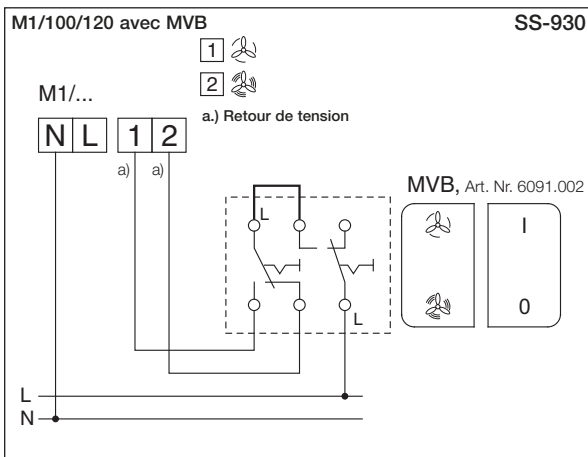 M1/100/120 avec MVB
SS-930
1
2
a.) Retour de tension
M1/...
N L 1 2
a) a)
MVB, Art. Nr. 6091.002
L
I
0
L
L
N